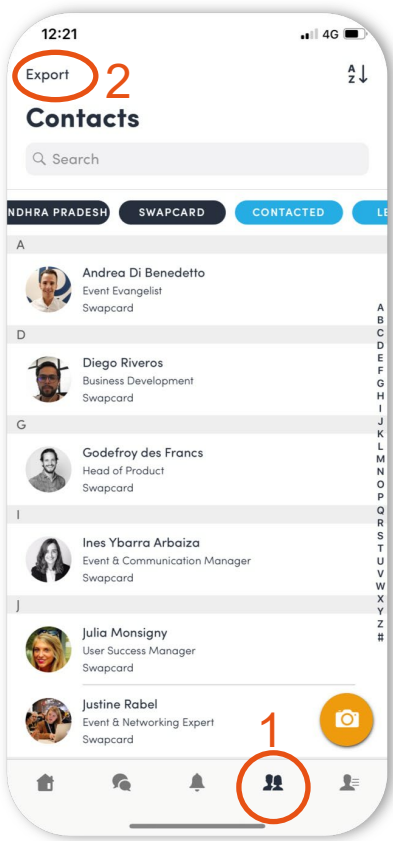 12:21
4G
Export
2
A
Z
Contacts
Search
NDHRA PRADESH
SWAPCARD
CONTACTED
LE
A
Andrea Di Benedetto
Event Evangelist
Swapcard
D
Diego Riveros
Business Development
Swapcard
G
Godefroy des Francs
Head of Product
Swapcard
I
Ines Ybarra Arbaiza
Event & Communication Manager
Swapcard
J
Julia Monsigny
User Success Manager
Swapcard
Justine Rabel
Event & Networking Expert
Swapcard
A
B
C
D
E
F
G
H
I
J
K
L
M
N
O
P
Q
R
S
T
U
V
W
X
Y
Z
#
1